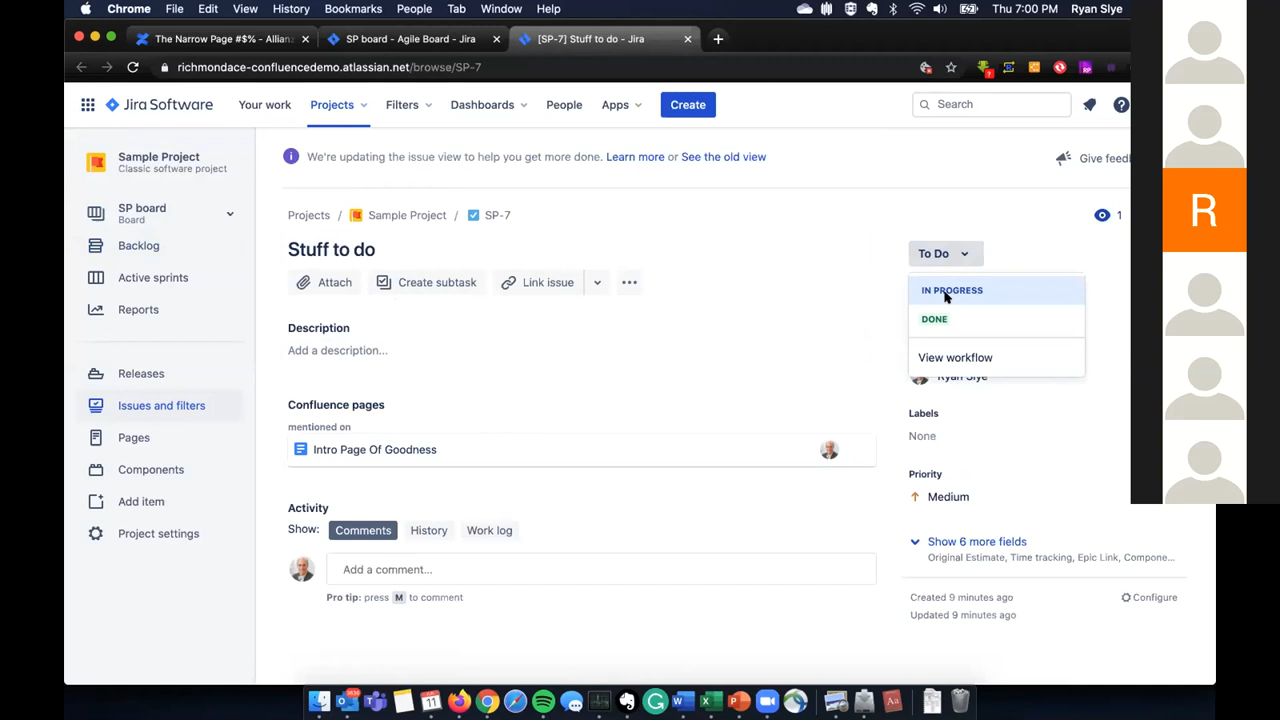 Chrome File Edit View History Bookmarks People Tab Window Help Thu 7:00 PM Ryan Slye
The Narrow Page #$% - Allian
SP board - Agile Board - Jira
[SP-7] Stuff to do - Jira
richmondace-confluencedemo.atlassian.net/browse/SP-7
Jira Software Your work Projects Filters Dashboards People Apps Create Search
Sample Project
Classic software project
SP board
Board
Backlog
Active sprints
Reports
Releases
Issues and filters
Pages
Components
Add item
Project settings
We're updating the issue view to help you get more done. Learn more or See the old view
Give feedl
Projects / Sample Project / SP-7
1
Stuff to do
Attach Create subtask Link issue
Description
Add a description...
Confluence pages
mentioned on
Intro Page Of Goodness
Activity
Show: Comments History Work log
Add a comment...
Pro tip: press M to comment
To Do
IN PROGRESS
DONE
View workflow
Ryan Slye
Labels
None
Priority
Medium
Show 6 more fields
Original Estimate, Time tracking, Epic Link, Compone...
Created 9 minutes ago
Configure
Updated 9 minutes ago
R